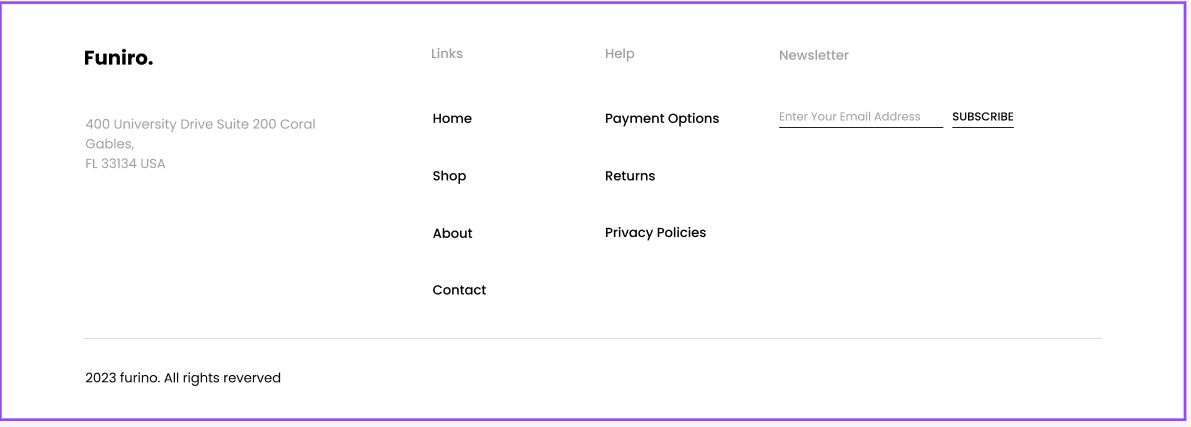 Funiro.
400 University Drive Suite 200 Coral
Gables,
FL 33134 USA
Links
Home
Shop
About
Contact
Help
Payment Options
Returns
Privacy Policies
Newsletter
Enter Your Email Address
SUBSCRIBE
2023 furino. All rights reverved